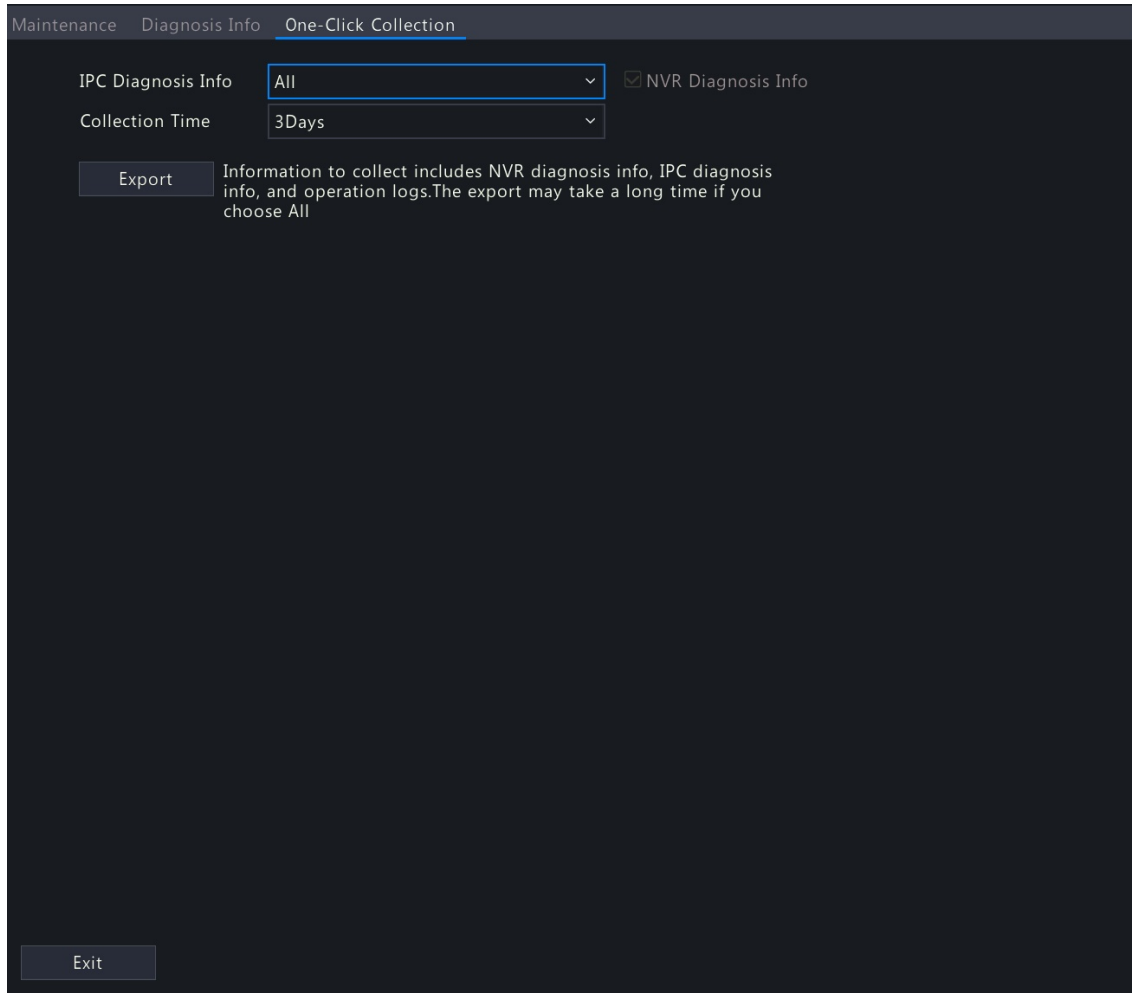 Maintenance Diagnosis Info One-Click Collection
IPC Diagnosis Info All NVR Diagnosis Info
Collection Time 3Days
Export
Information to collect includes NVR diagnosis info, IPC diagnosis
info, and operation logs.The export may take a long time if you
choose All
Exit